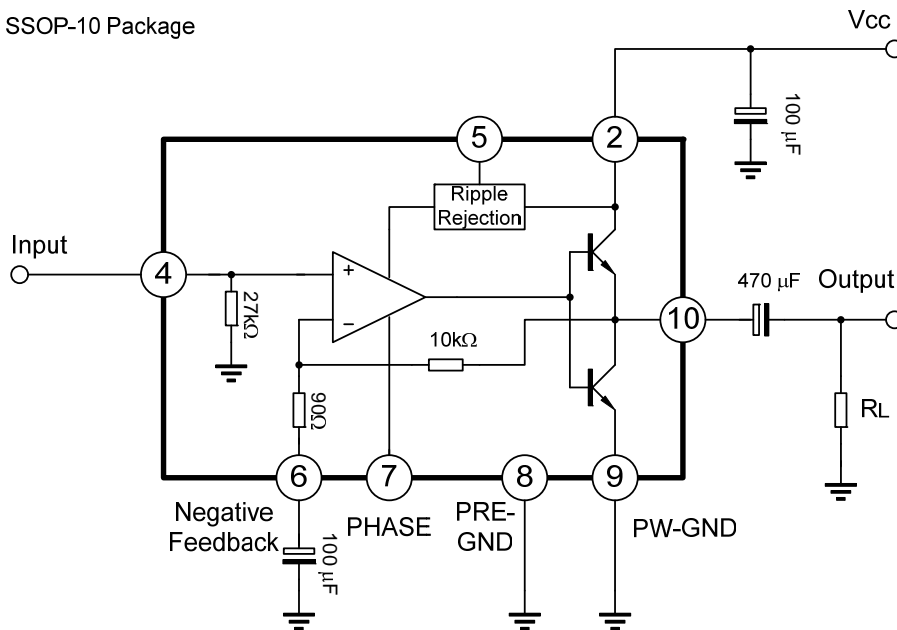 SSOP-10 Package
Vcc
100 μF
5
2
Ripple
Rejection
Input
4
+
27kΩ
−
10kΩ
90Ω
470 μF
Output
10
RL
6
7
8
9
Negative
Feedback
PHASE
PRE-
GND
PW-GND
100 μF